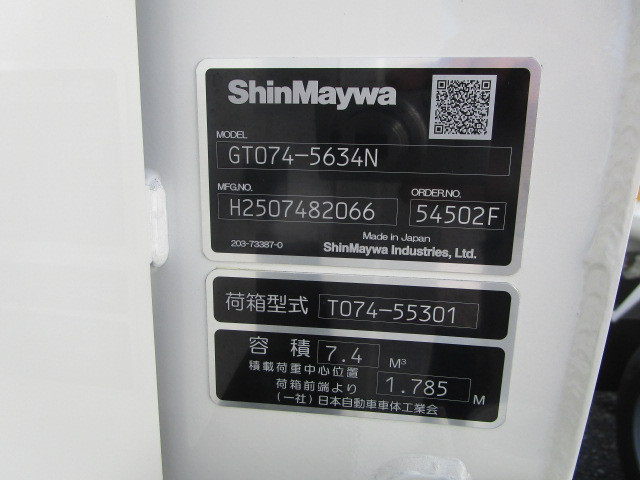 ShinMaywa
MODEL
GT074-5634N
MFG.NO. ORDER.NO.
H2507482066 54502F
Made in Japan
203-73387-0 ShinMaywa Industries, Ltd.
荷箱型式 T074-55301
容積 7.4 M³
積載荷重中心位置
荷箱前端より 1.785 M
(一社)日本自動車車体工業会